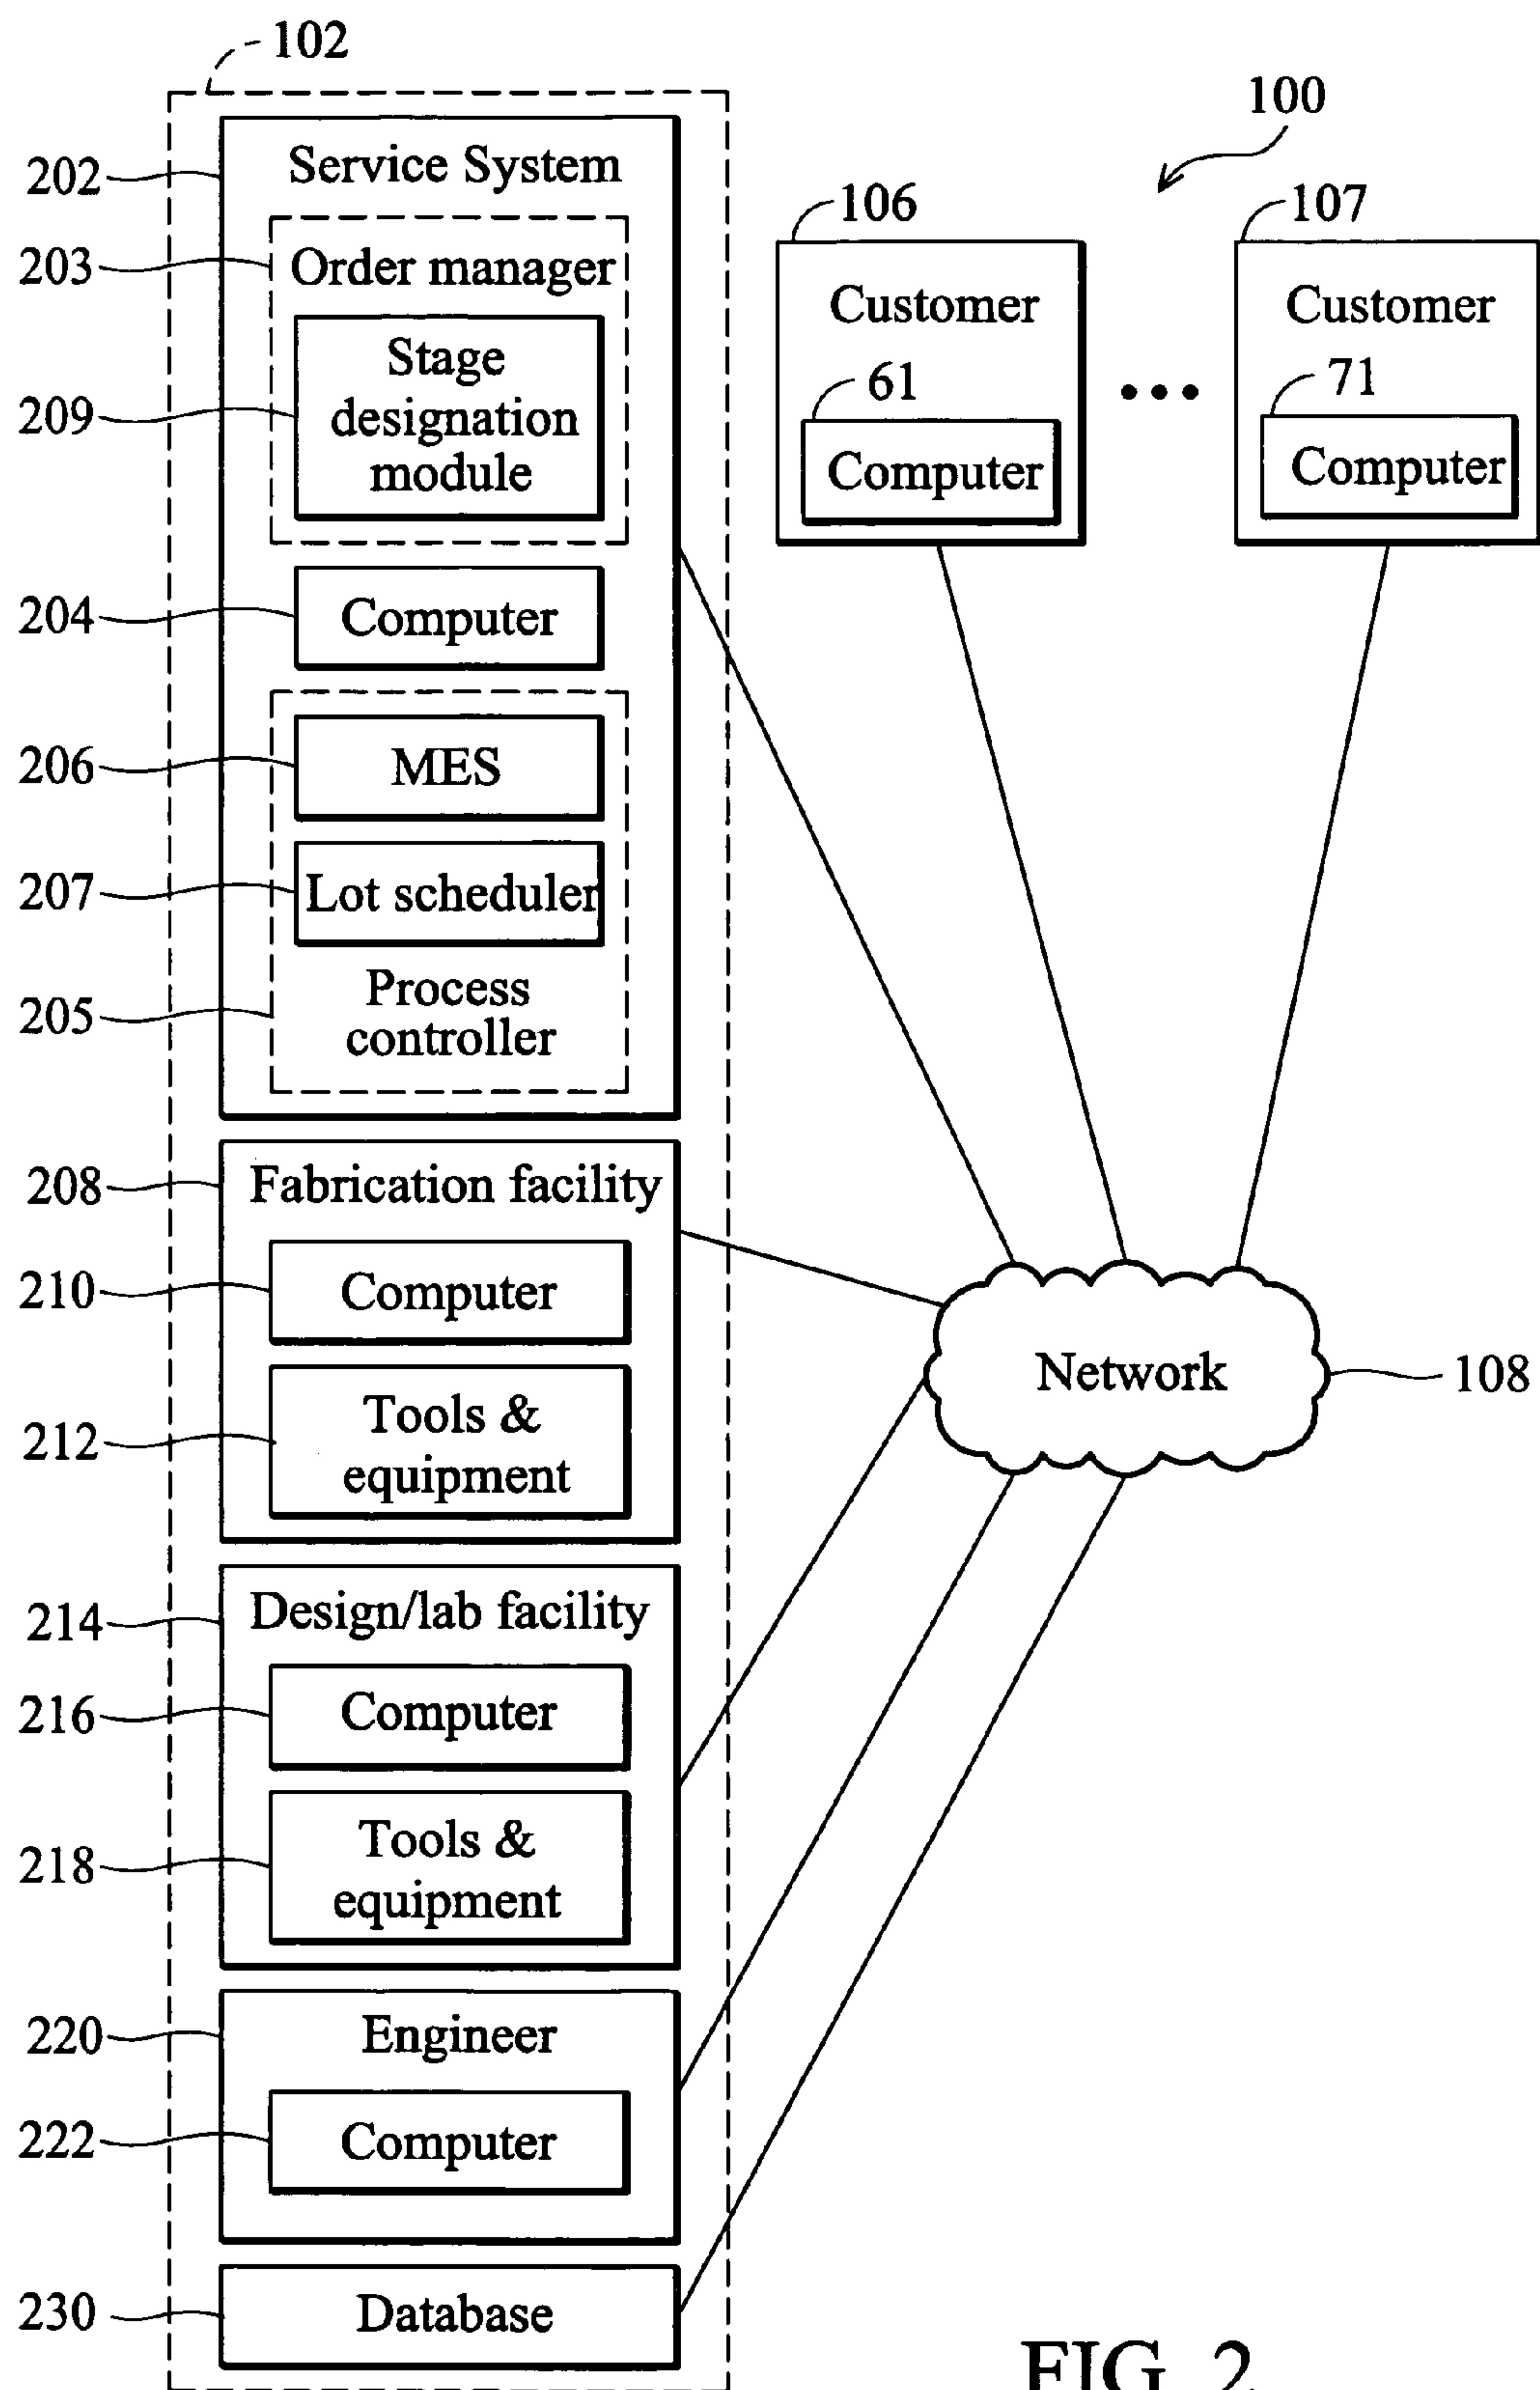 102
100
202
Service System
106
107
203
Order manager
Customer
Customer
Stage
61
71
209
designation
module
Computer
•••
Computer
204
Computer
206
MES
207
Lot scheduler
Process
205
controller
208
Fabrication facility
210
Computer
Network
108
Tools &
212
equipment
214
Design/lab facility
216
Computer
Tools &
218
equipment
220
Engineer
222
Computer
230
Database
FIG. 2